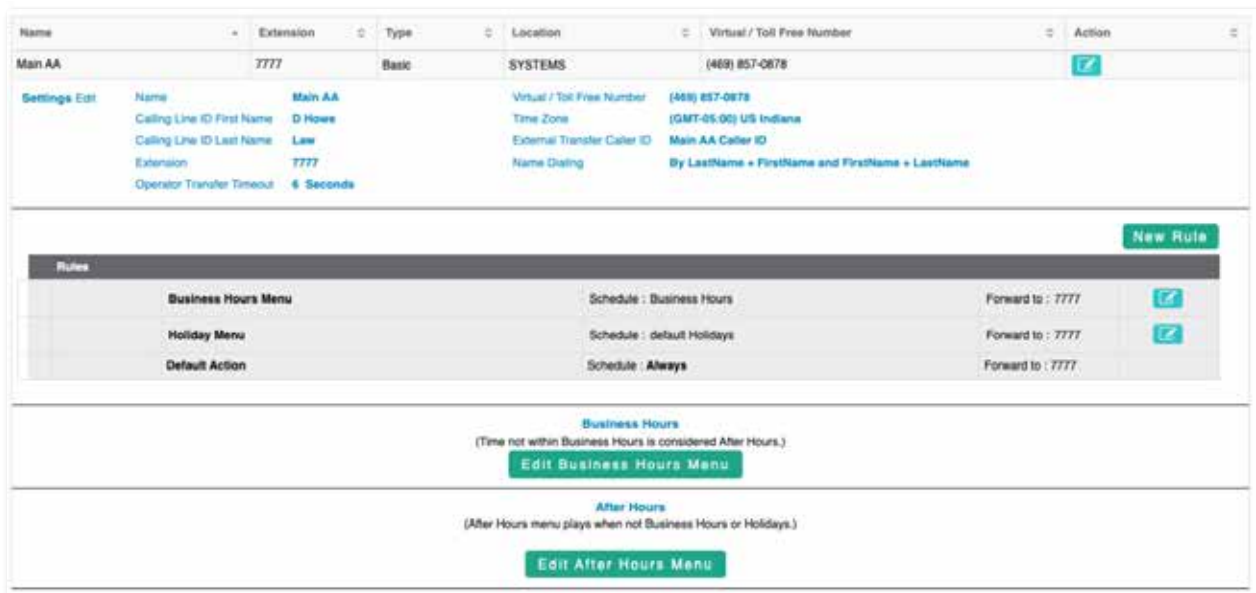 Name Extension Type Location Virtual / Toll Free Number Action
Main AA 7777 Basic SYSTEMS (469) 857-0878
Settings Edit Name Main AA Virtual / Toll Free Number (469) 857-0878
Calling Line ID First Name D Howe Time Zone (GMT-05:00) US Indiana
Calling Line ID Last Name Law External Transfer Caller ID Main AA Caller ID
Extension 7777 Name Dialing By LastName + FirstName and FirstName + LastName
Operator Transfer Timeout 6 Seconds
New Rule
Rules
Business Hours Menu Schedule : Business Hours Forward to : 7777
Holiday Menu Schedule : default Holidays Forward to : 7777
Default Action Schedule : Always Forward to : 7777
Business Hours
(Time not within Business Hours is considered After Hours.)
Edit Business Hours Menu
After Hours
(After Hours menu plays when not Business Hours or Holidays.)
Edit After Hours Menu